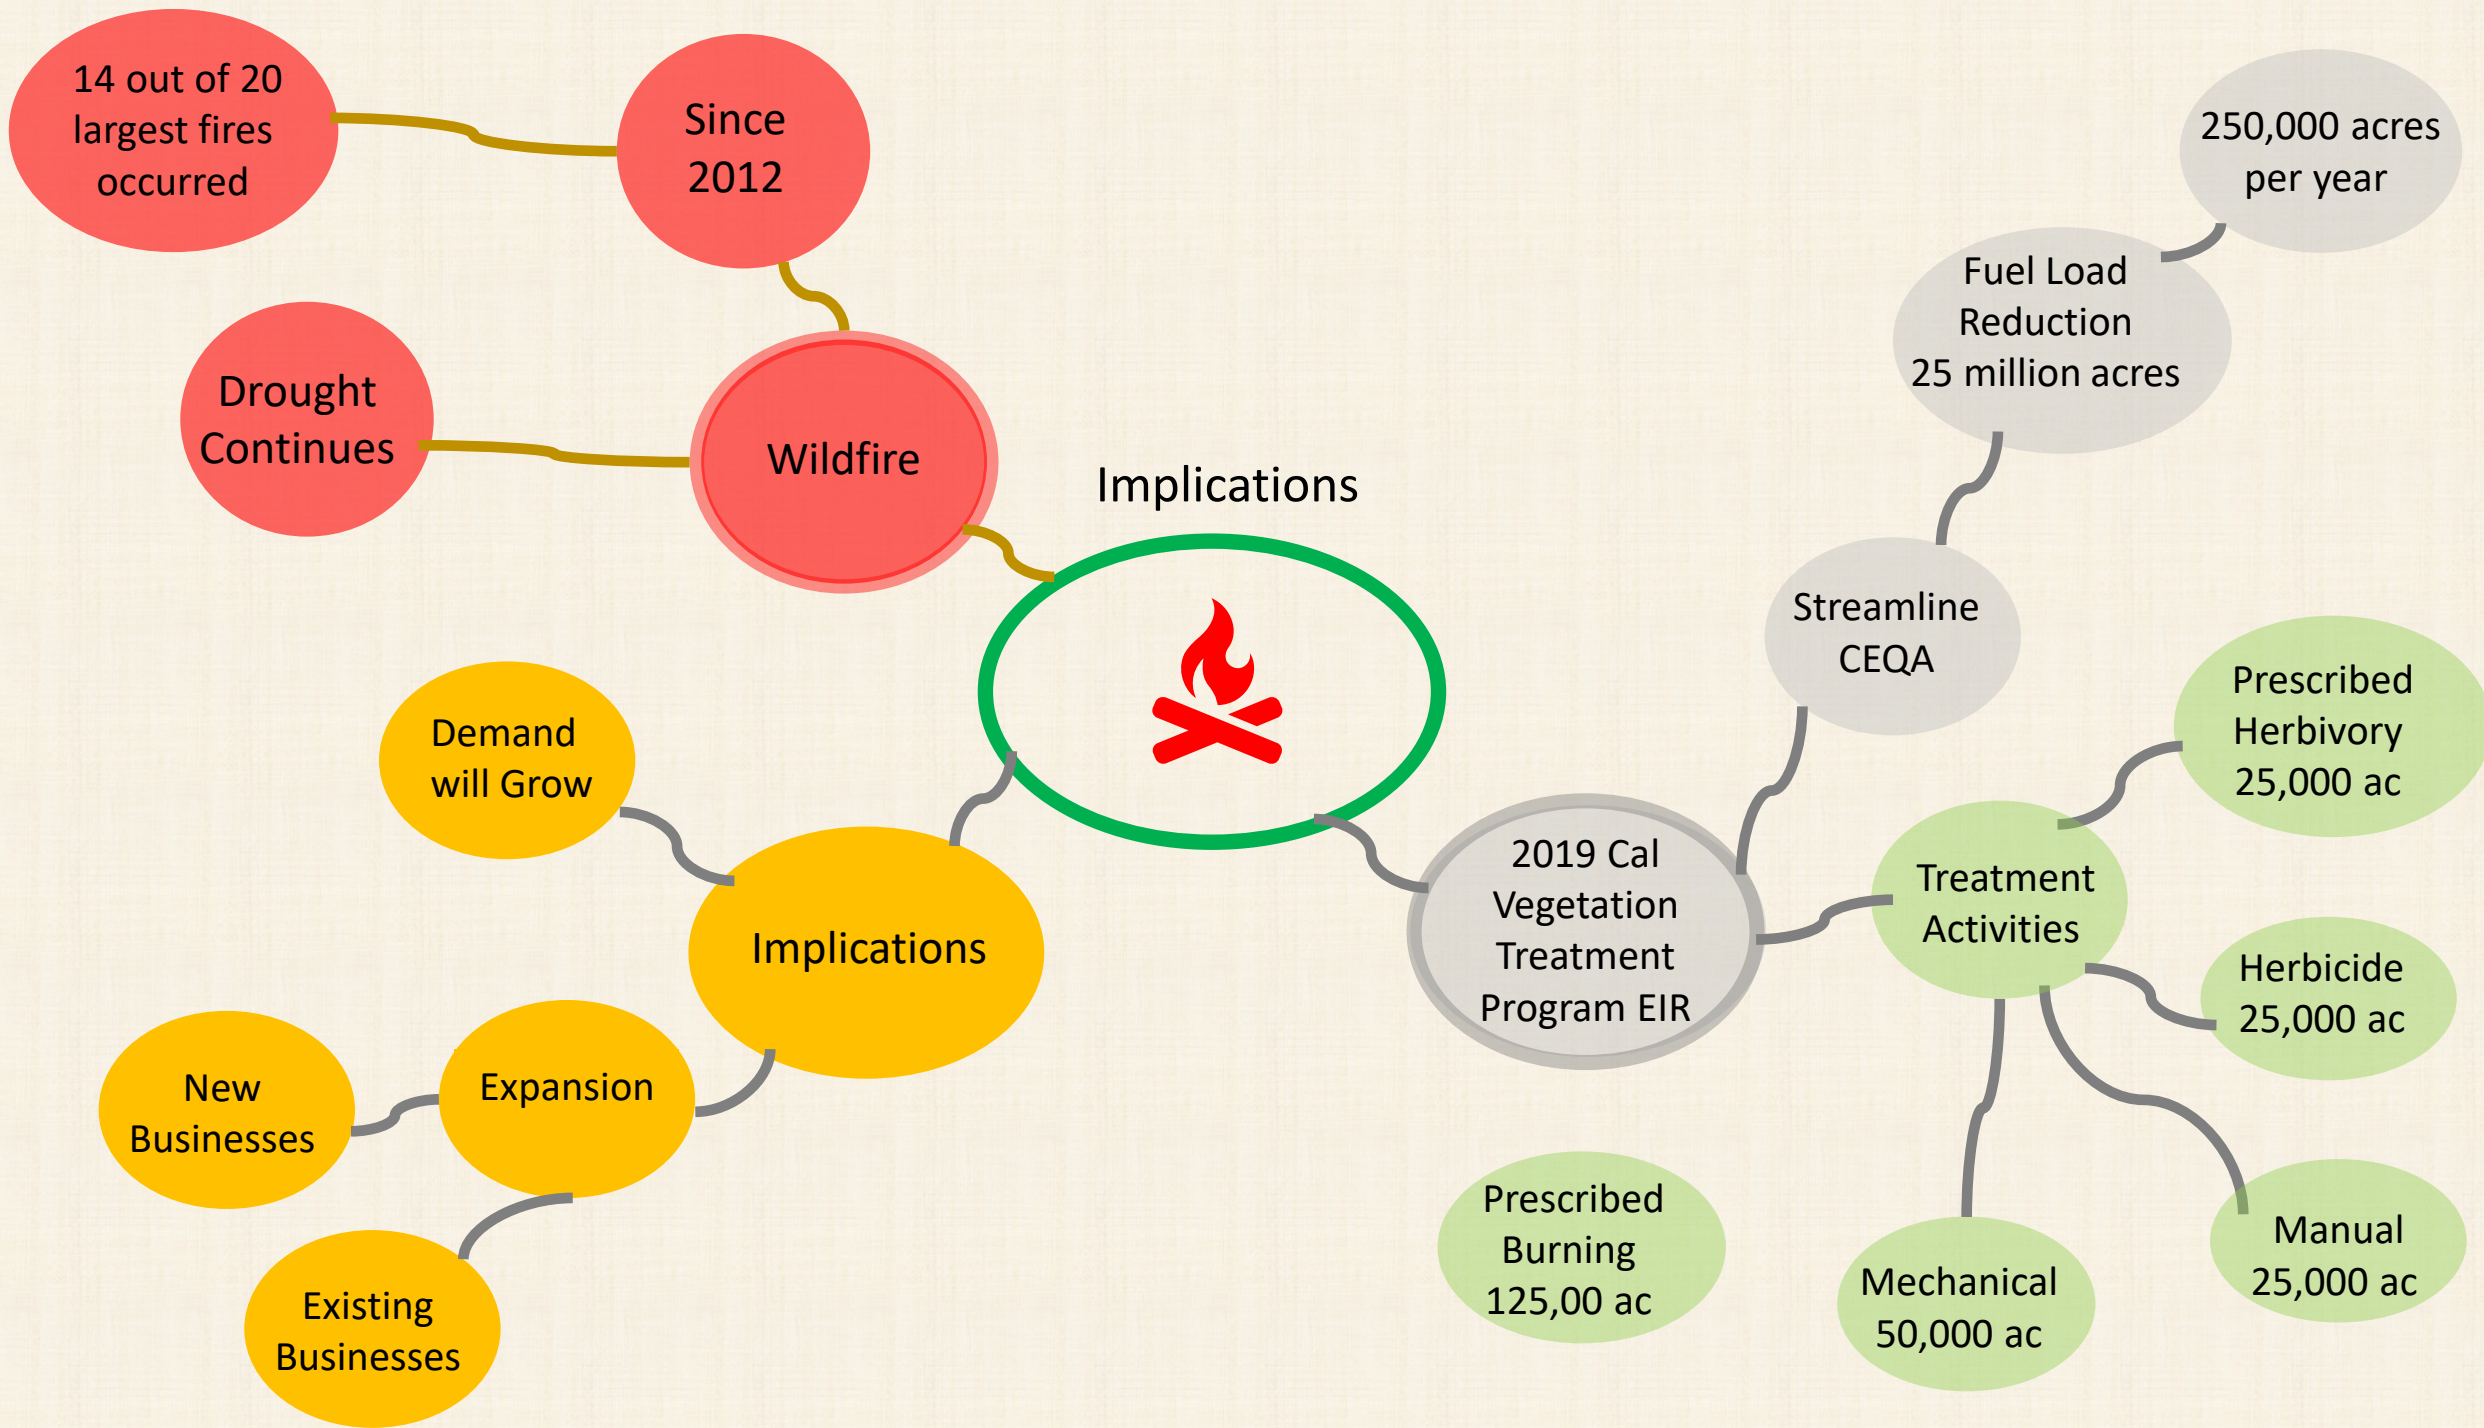 14 out of 20
largest fires
occurred
Since
2012
Drought
Continues
Wildfire
Implications
250,000 acres
per year
Fuel Load
Reduction
25 million acres
Streamline
CEQA
Prescribed
Herbivory
25,000 ac
Demand
will Grow
2019 Cal
Vegetation
Treatment
Program EIR
Treatment
Activities
Implications
Herbicide
25,000 ac
New
Businesses
Expansion
Prescribed
Burning
125,00 ac
Mechanical
50,000 ac
Manual
25,000 ac
Existing
Businesses